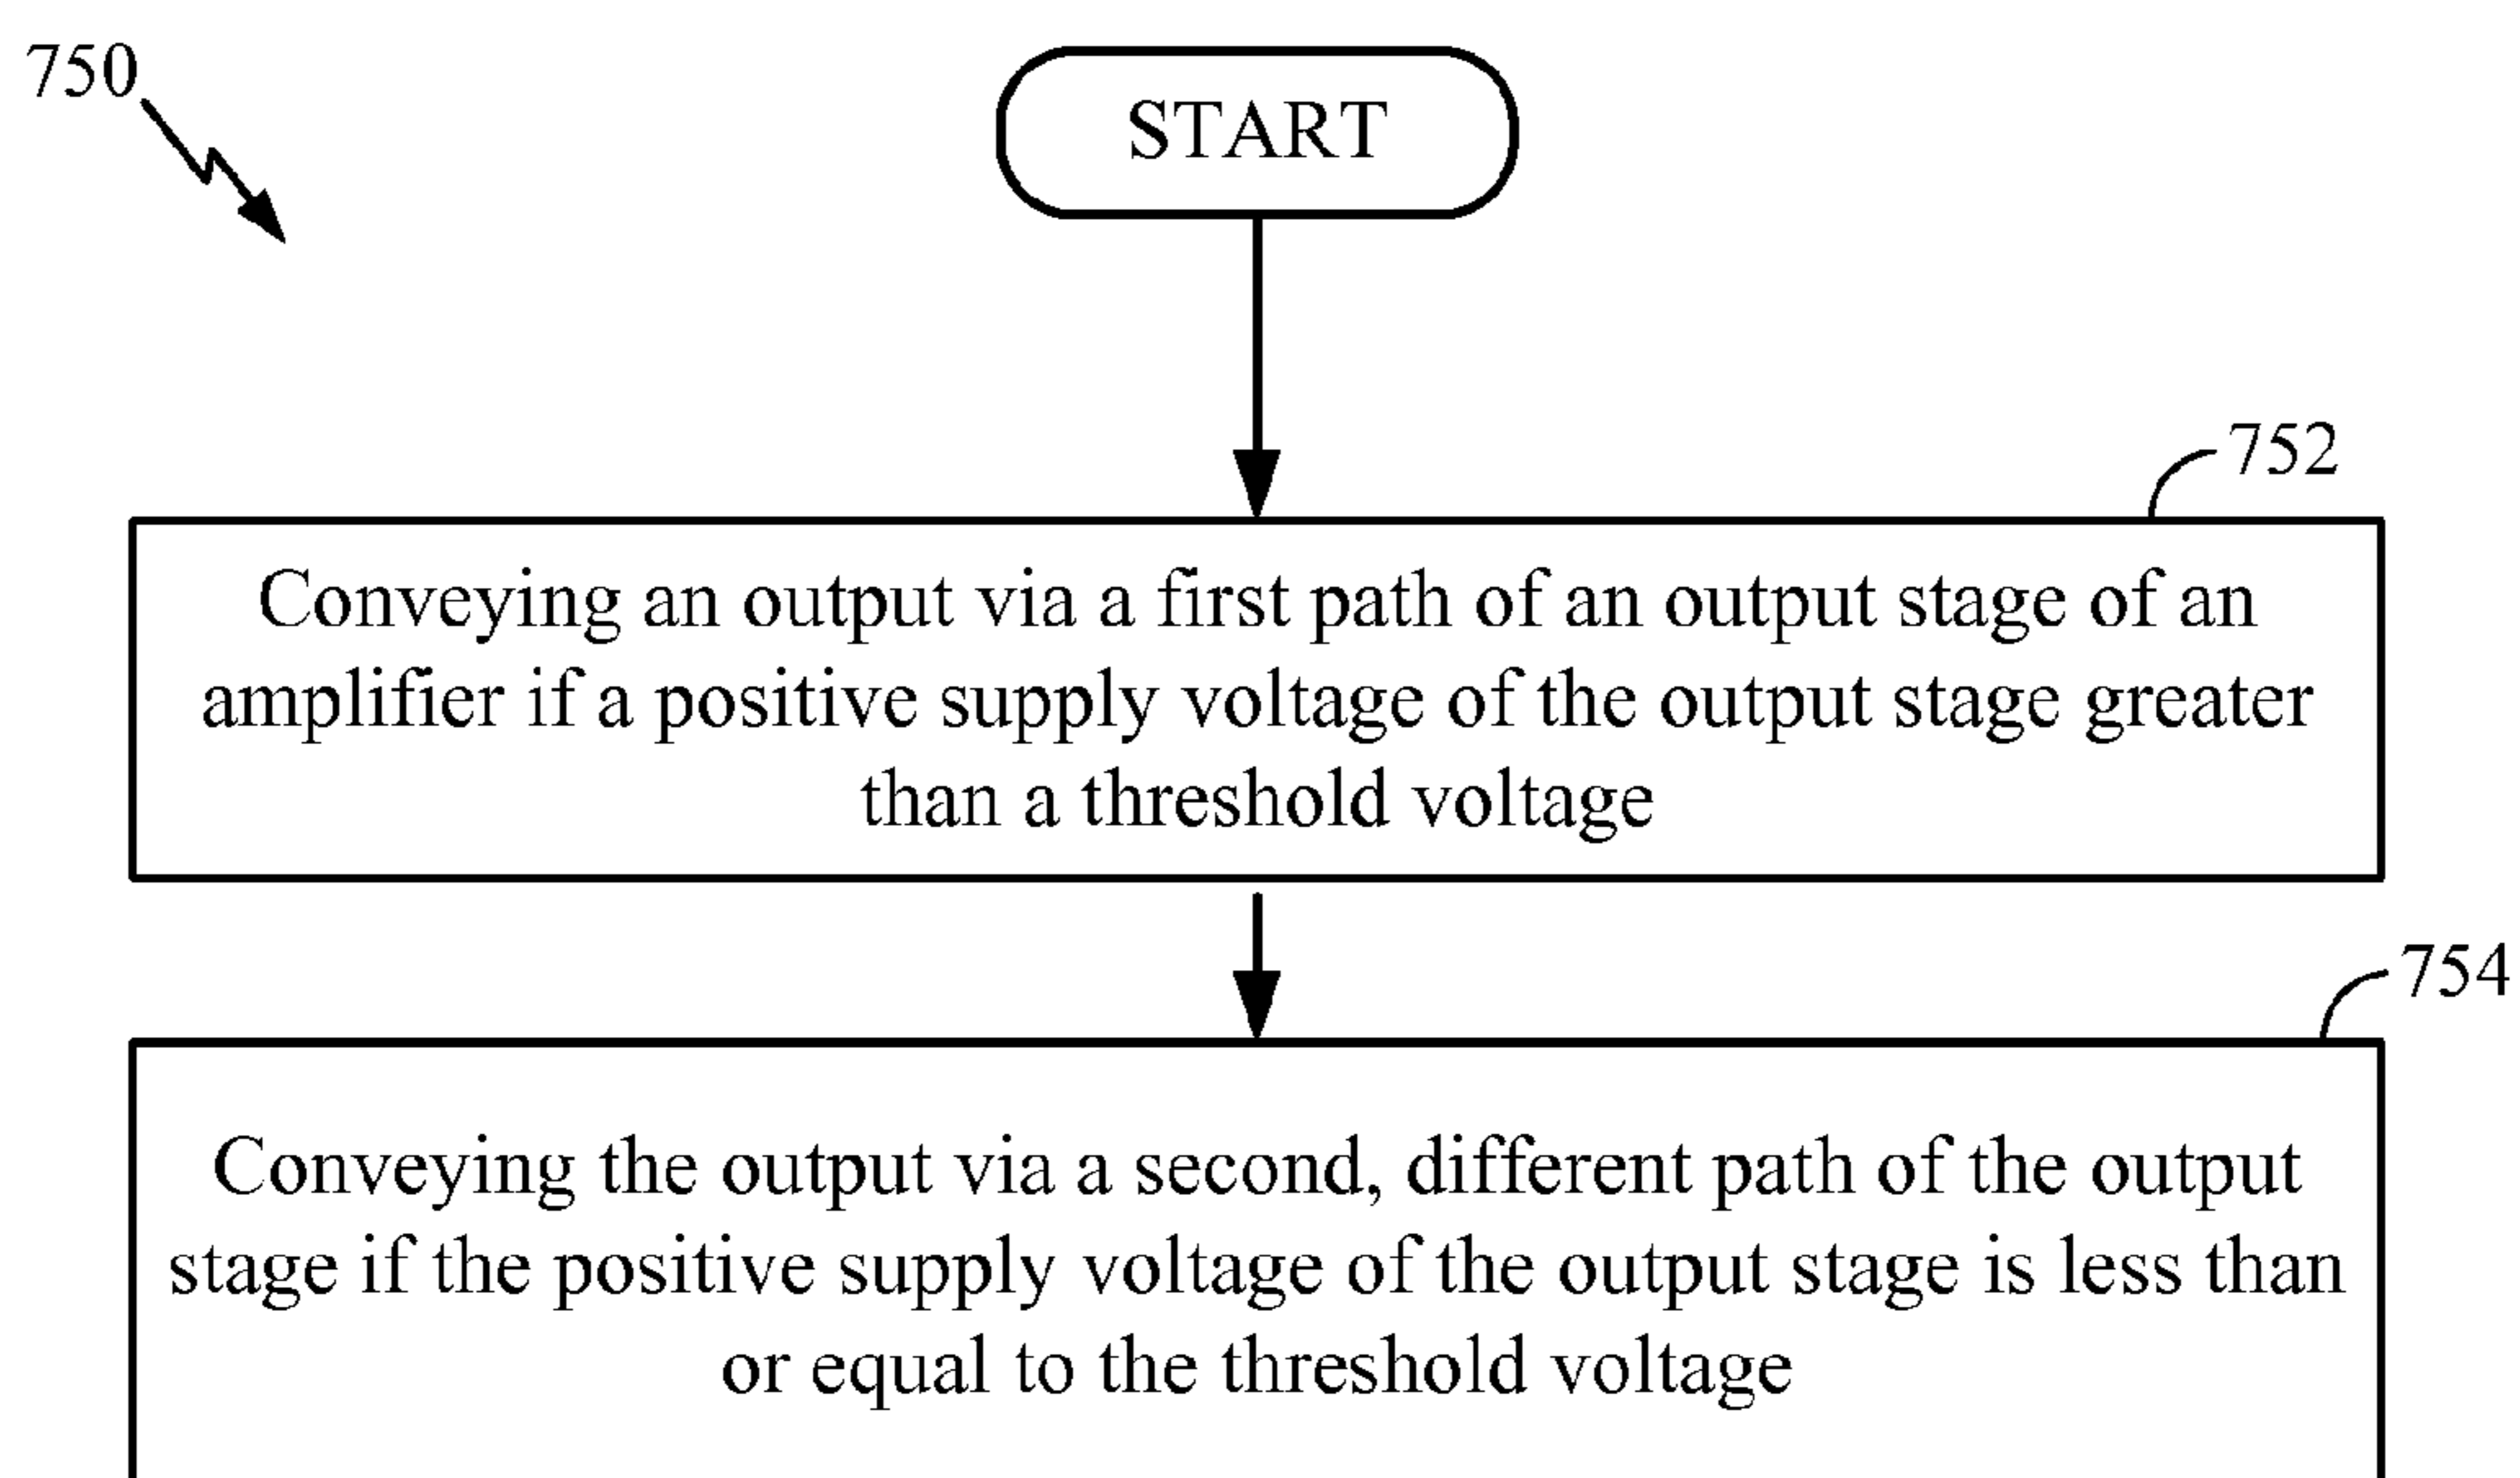 750
START
752
Conveying an output via a first path of an output stage of an
amplifier if a positive supply voltage of the output stage greater
than a threshold voltage
754
Conveying the output via a second, different path of the output
stage if the positive supply voltage of the output stage is less than
or equal to the threshold voltage